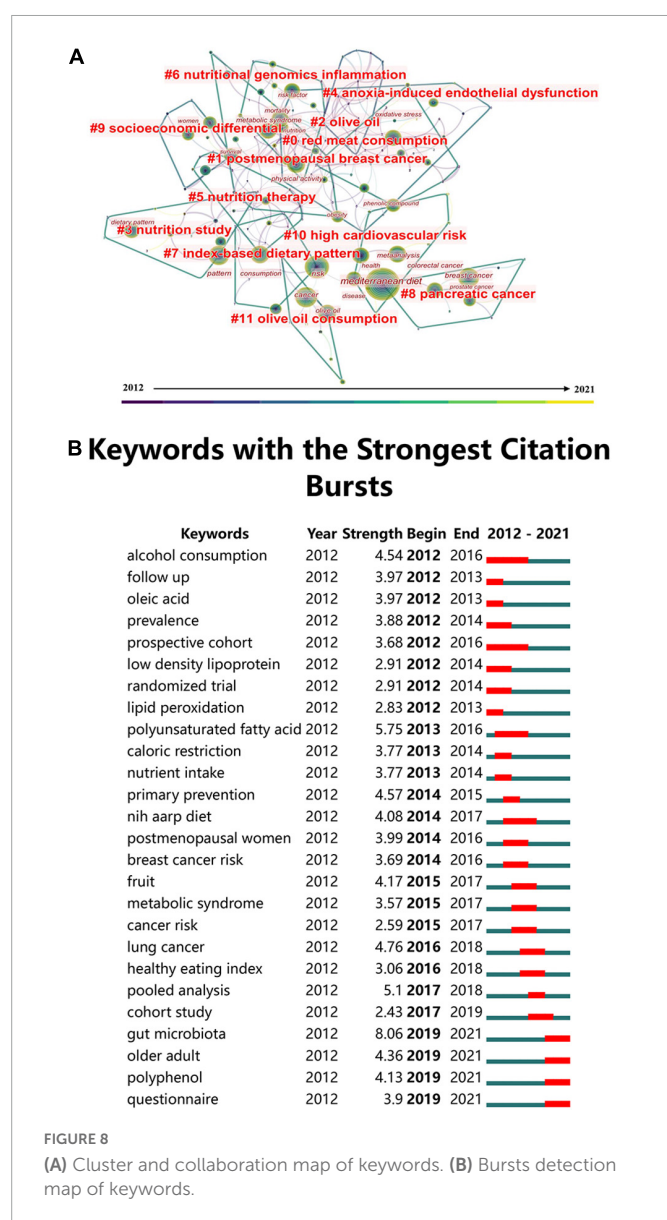 A
#6 nutritional genomics inflammation
risk factor
#4 anoxia-induced endothelial dysfunction
mortality
oxidative stress
women
metabolic syndrome
#2 olive oil
#9 socioeconomic differential
nutrition
#0 red meat consumption
survival
#1 postmenopausal breast cancer
physical activity
#5 nutrition therapy
phenolic compound
dietary pattern
obesity
#3 nutrition study
#10 high cardiovascular risk
#7 index-based dietary pattern
metaanalysis
pattern
consumption
risk
health
colorectal cancer
mediterranean diet
breast cancer
prostate cancer
cancer
disease
#8 pancreatic cancer
olive oil
#11 olive oil consumption
2012
2021
B Keywords with the Strongest Citation
Bursts
Keywords Year Strength Begin End 2012 - 2021
alcohol consumption 2012 4.54 2012 2016
follow up 2012 3.97 2012 2013
oleic acid 2012 3.97 2012 2013
prevalence 2012 3.88 2012 2014
prospective cohort 2012 3.68 2012 2016
low density lipoprotein 2012 2.91 2012 2014
randomized trial 2012 2.91 2012 2014
lipid peroxidation 2012 2.83 2012 2013
polyunsaturated fatty acid 2012 5.75 2013 2016
caloric restriction 2012 3.77 2013 2014
nutrient intake 2012 3.77 2013 2014
primary prevention 2012 4.57 2014 2015
nih aarp diet 2012 4.08 2014 2017
postmenopausal women 2012 3.99 2014 2016
breast cancer risk 2012 3.69 2014 2016
fruit 2012 4.17 2015 2017
metabolic syndrome 2012 3.57 2015 2017
cancer risk 2012 2.59 2015 2017
lung cancer 2012 4.76 2016 2018
healthy eating index 2012 3.06 2016 2018
pooled analysis 2012 5.1 2017 2018
cohort study 2012 2.43 2017 2019
gut microbiota 2012 8.06 2019 2021
older adult 2012 4.36 2019 2021
polyphenol 2012 4.13 2019 2021
questionnaire 2012 3.9 2019 2021
FIGURE 8
(A) Cluster and collaboration map of keywords. (B) Bursts detection
map of keywords.